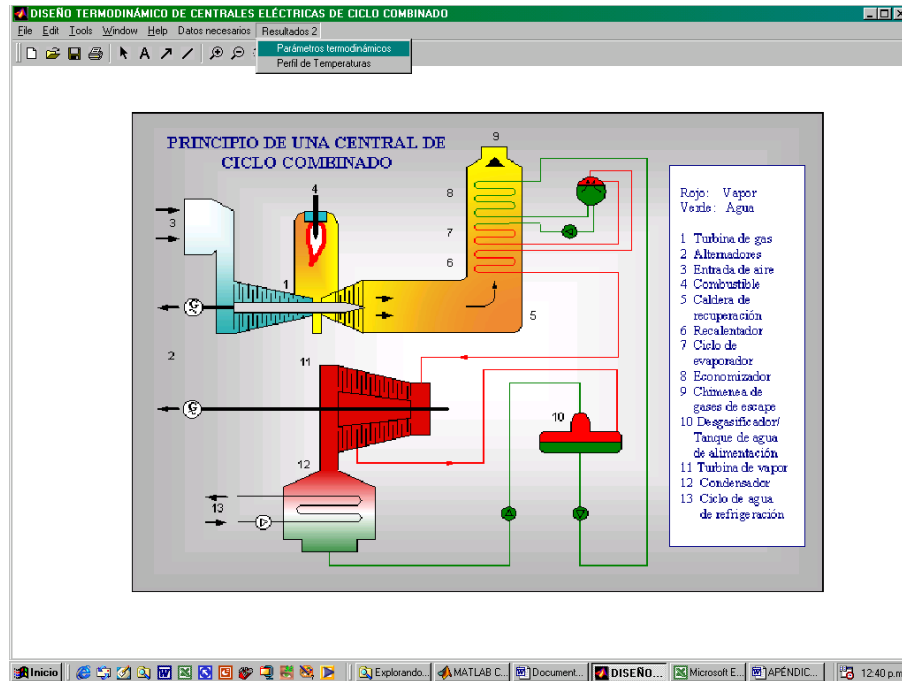 DISEÑO TERMODINÁMICO DE CENTRALES ELÉCTRICAS DE CICLO COMBINADO
File Edit Tools Window Help Datos necesarios Resultados 2
Parámetros termodinámicos
Perfil de Temperaturas
A
PRINCIPIO DE UNA CENTRAL DE
CICLO COMBINADO
9
4
8
3
7
6
1
G
5
2
11
G
10
12
13
Rojo: Vapor
Verde: Agua
1 Turbina de gas
2 Alternadores
3 Entrada de aire
4 Combustible
5 Caldera de
recuperación
6 Recalentador
7 Ciclo de
evaporador
8 Economizador
9 Chimenea de
gases de escape
10 Desgasificador/
Tanque de agua
de alimentación
11 Turbina de vapor
12 Condensador
13 Ciclo de agua
de refrigeración
Inicio Explorando... MATLAB C... Document... DISEÑO... Microsoft E... APÉNDIC... 12:40 p.m